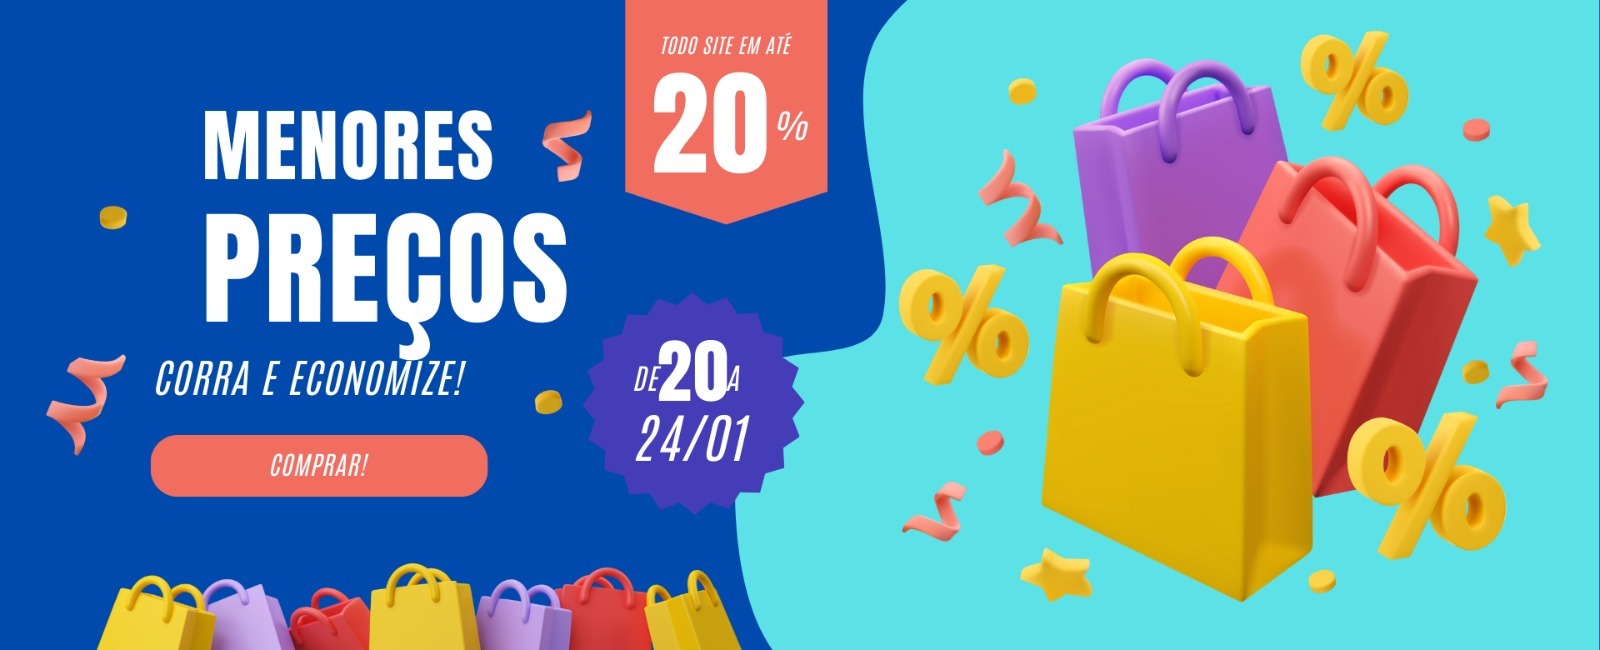 TODO SITE EM ATÉ
20 %
MENORES
PREÇOS
CORRA E ECONOMIZE!
COMPRAR!
DE 20 A
24/01